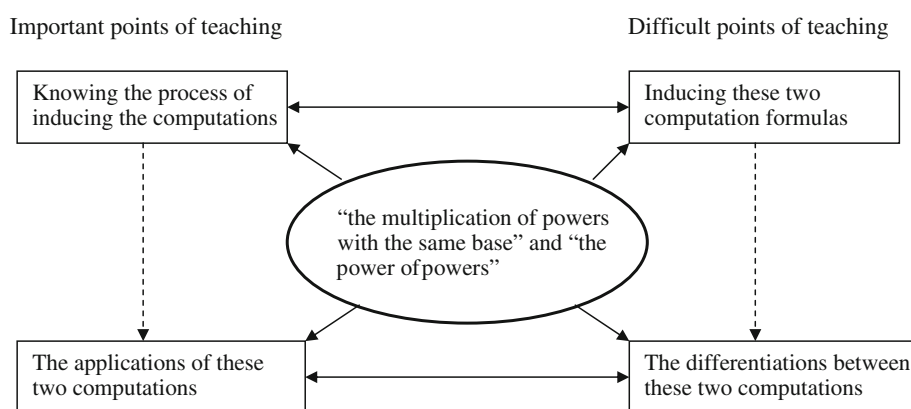 Important points of teaching
Difficult points of teaching
Knowing the process of
inducing the computations
Inducing these two
computation formulas
“the multiplication of powers
with the same base” and “the
power of powers”
The applications of these
two computations
The differentiations between
these two computations